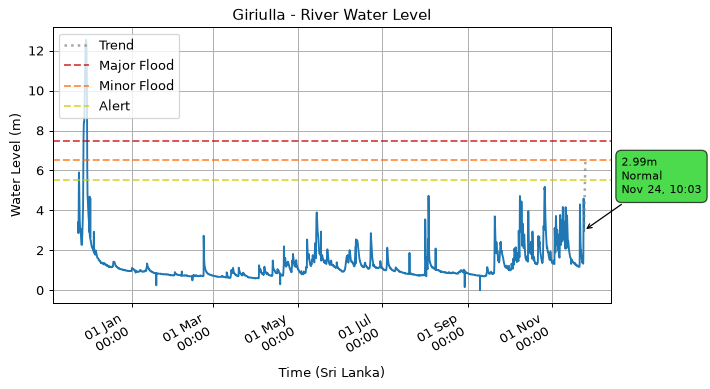 Giriulla - River Water Level
Water Level (m)
12
10
8
6
4
2
0
Trend
Major Flood
Minor Flood
Alert
2.99m
Normal
Nov 24, 10:03
01 Jan
00:00
01 Mar
00:00
01 May
00:00
01 Jul
00:00
01 Sep
00:00
01 Nov
00:00
Time (Sri Lanka)